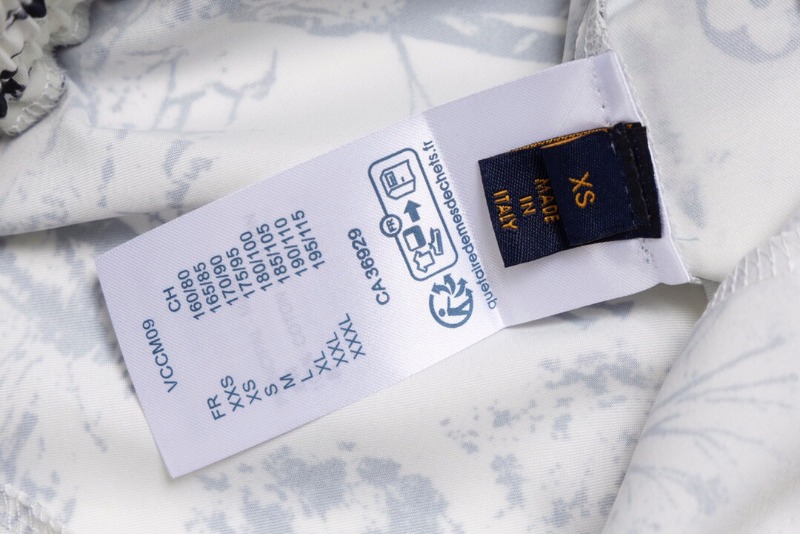 VCCM09
FR CH
XXS 160/80
XS 165/85
S 170/90
M 175/95
L 180/100
XL 185/105
XXL 190/110
XXXL 195/115
CA 36929
FR
quefairedemesdechets.fr
MADE
IN
ITALY
XS